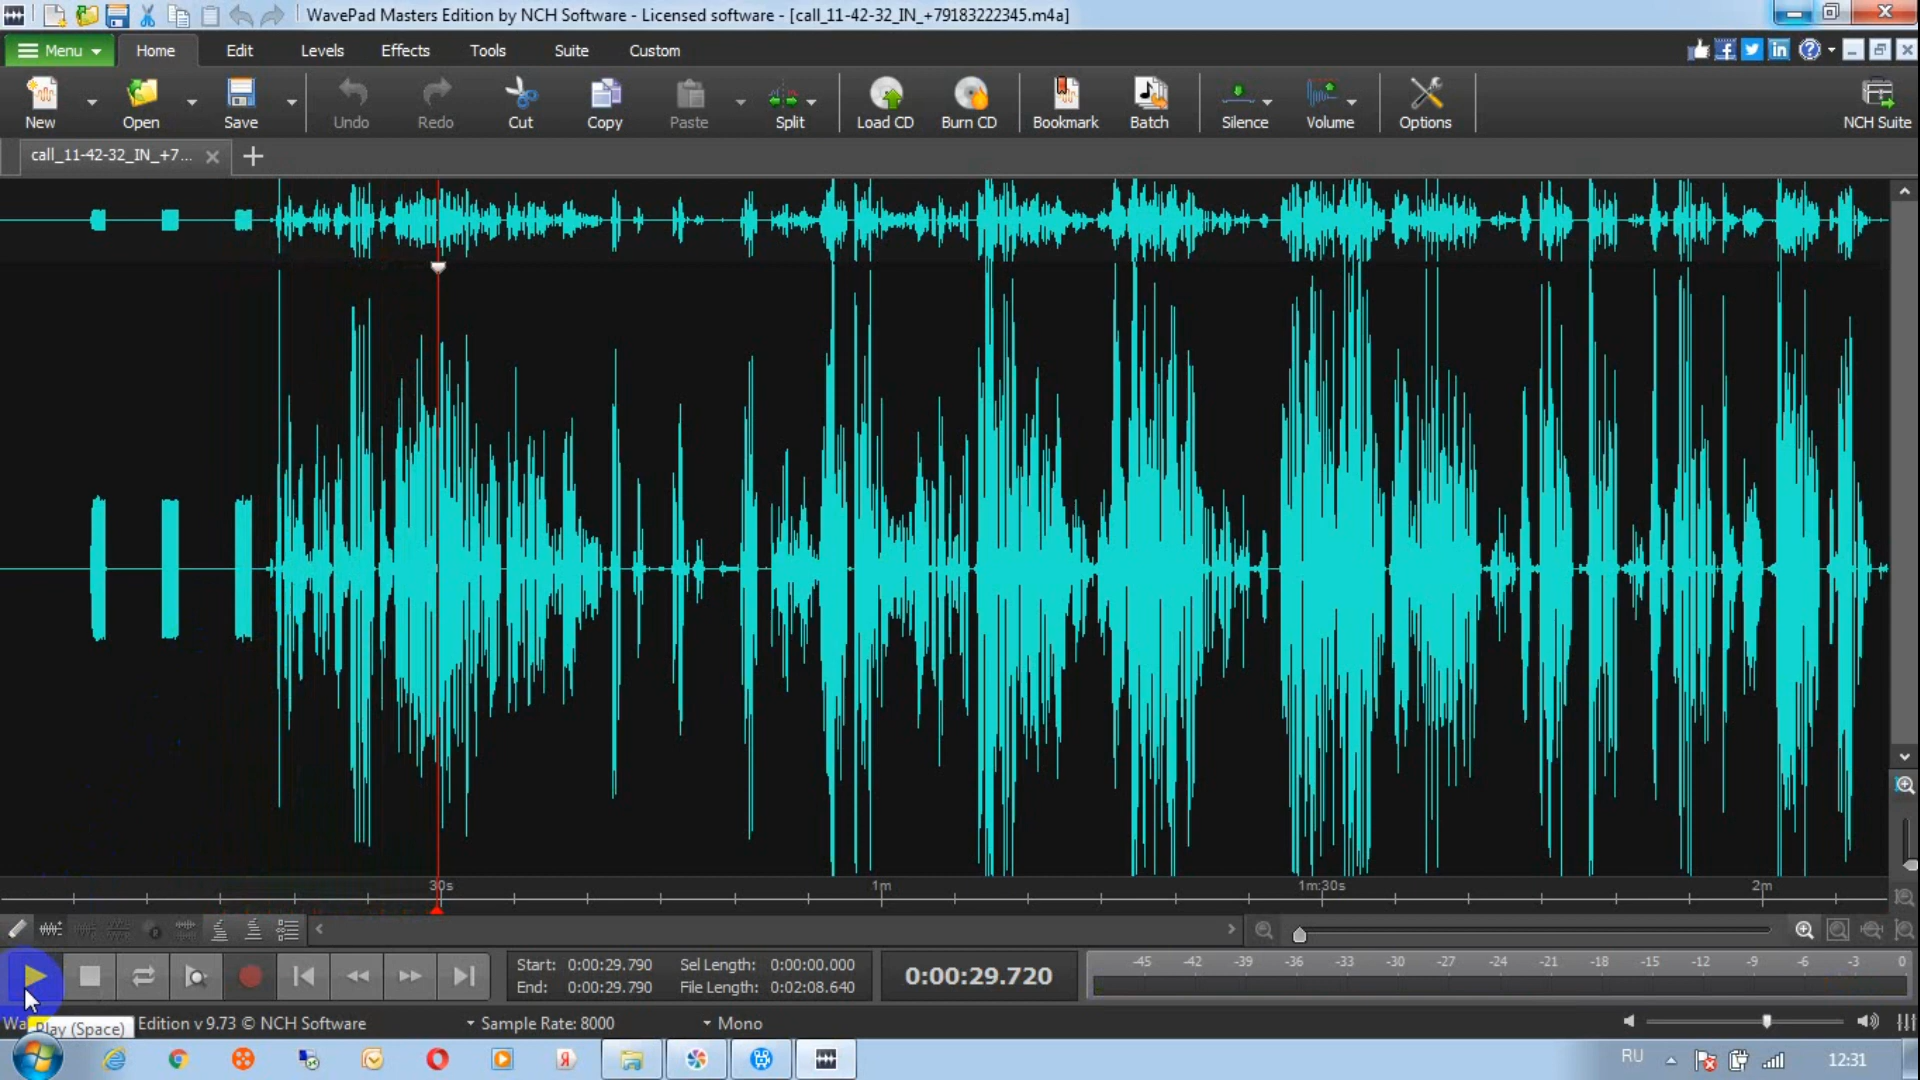 WavePad Masters Edition by NCH Software - Licensed software - [call_11-42-32_IN_+79183222345.m4a]
Menu Home Edit Levels Effects Tools Suite Custom
New Open Save Undo Redo Cut Copy Paste Split Load CD Burn CD Bookmark Batch Silence Volume Options NCH Suite
call_11-42-32_IN_+7...
30s 1m 1m:30s 2m
Start: 0:00:29.790 Sel Length: 0:00:00.000
End: 0:00:29.790 File Length: 0:02:08.640
0:00:29.720
-45 -42 -39 -36 -33 -30 -27 -24 -21 -18 -15 -12 -9 -6 -3 0
Play (Space)
Edition v 9.73 © NCH Software Sample Rate: 8000 Mono
RU 12:31